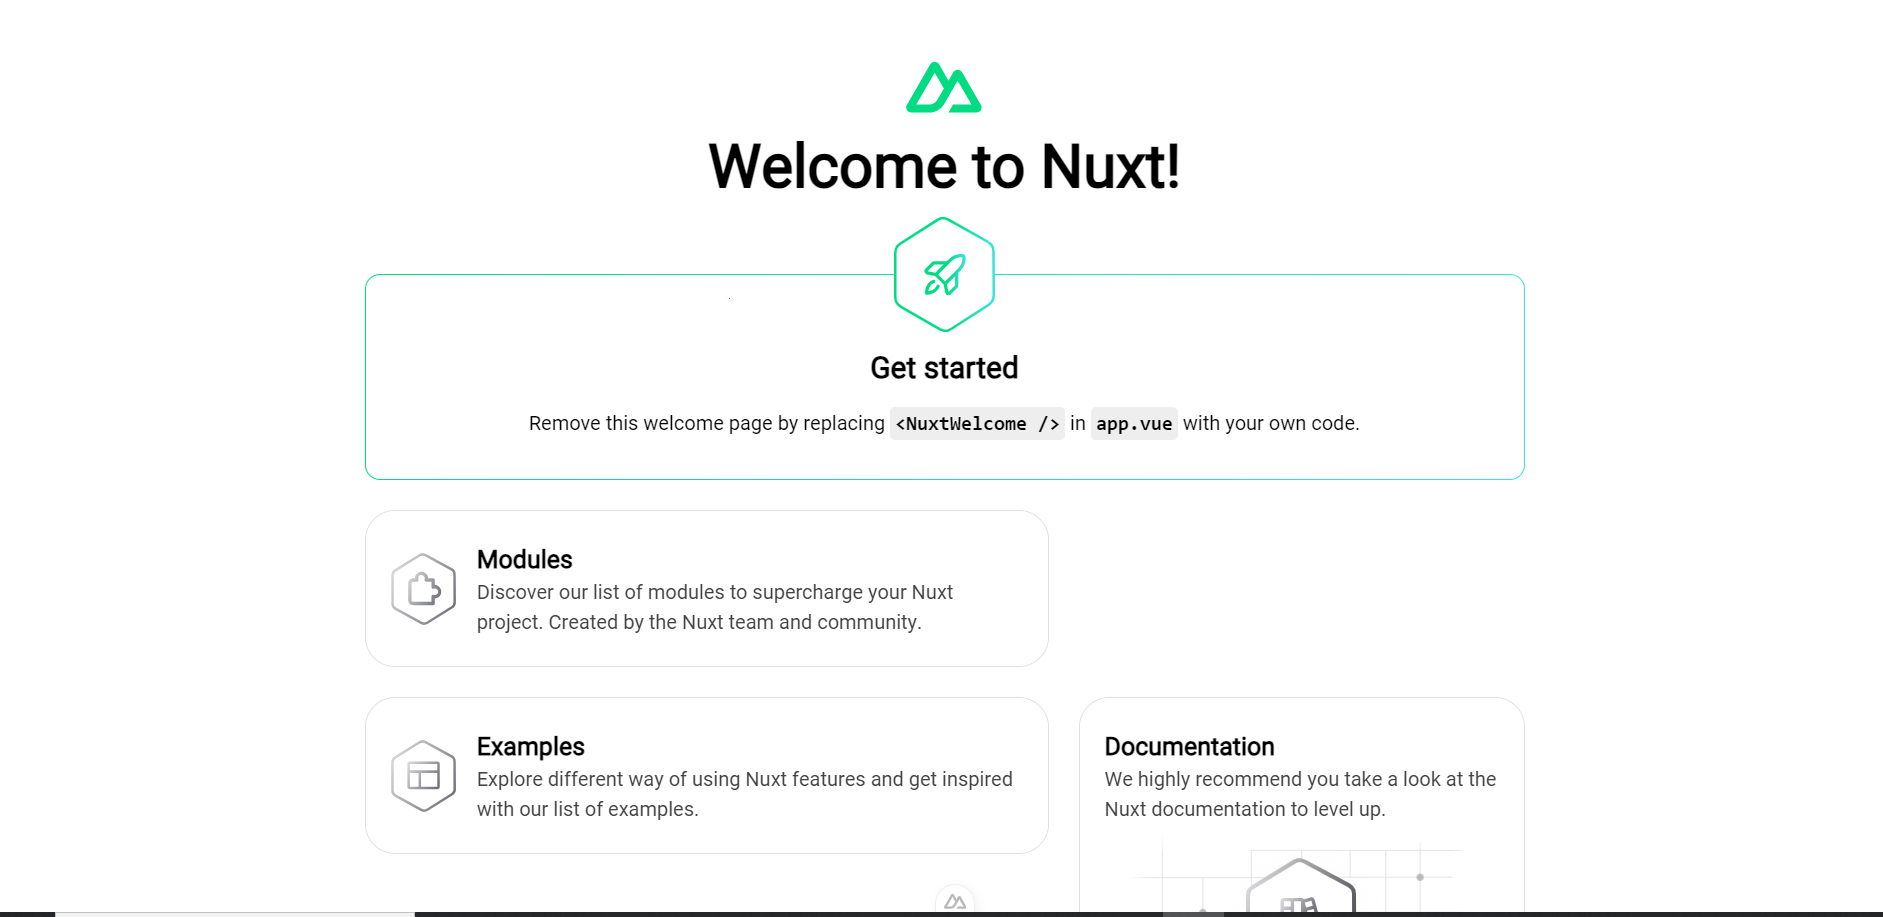 Welcome to Nuxt!
Get started
Remove this welcome page by replacing <NuxtWelcome /> in app.vue with your own code.
Modules
Discover our list of modules to supercharge your Nuxt
project. Created by the Nuxt team and community.
Examples
Explore different way of using Nuxt features and get inspired
with our list of examples.
Documentation
We highly recommend you take a look at the
Nuxt documentation to level up.